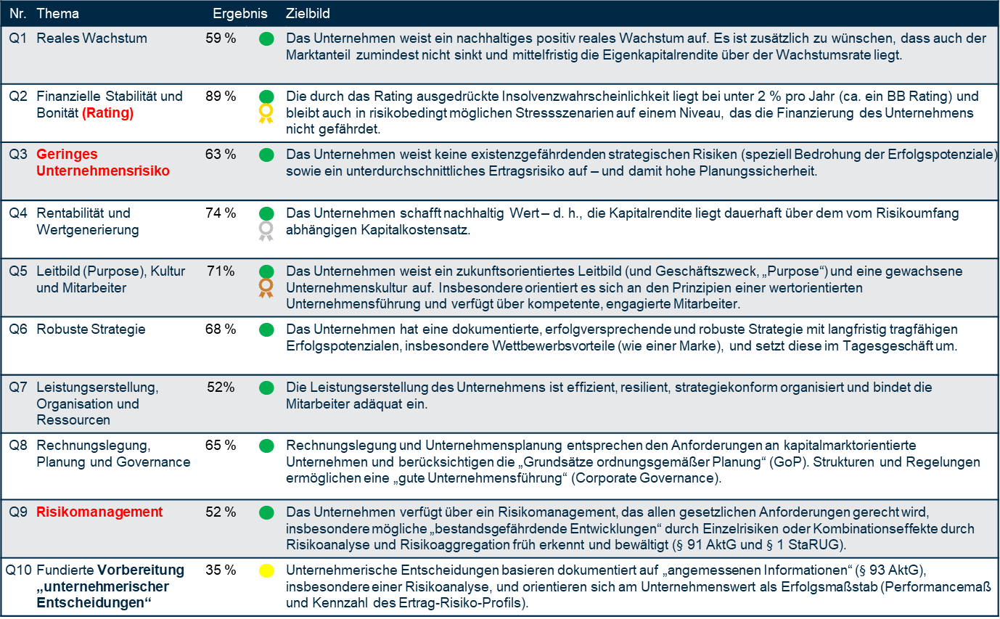 Nr. Thema Ergebnis Zielbild
Q1 Reales Wachstum 59 % Das Unternehmen weist ein nachhaltiges positiv reales Wachstum auf. Es ist zusätzlich zu wünschen, dass auch der
Marktanteil zumindest nicht sinkt und mittelfristig die Eigenkapitalrendite über der Wachstumsrate liegt.
Q2 Finanzielle Stabilität und 89 % Die durch das Rating ausgedrückte Insolvenzwahrscheinlichkeit liegt bei unter 2 % pro Jahr (ca. ein BB Rating) und
Bonität (Rating) bleibt auch in risikobedingt möglichen Stressszenarien auf einem Niveau, das die Finanzierung des Unternehmens
nicht gefährdet.
Q3 Geringes 63 % Das Unternehmen weist keine existenzgefährdenden strategischen Risiken (speziell Bedrohung der Erfolgspotenziale)
Unternehmensrisiko sowie ein unterdurchschnittliches Ertragsrisiko auf – und damit hohe Planungssicherheit.
Q4 Rentabilität und 74 % Das Unternehmen schafft nachhaltig Wert – d. h., die Kapitalrendite liegt dauerhaft über dem vom Risikoumfang
Wertgenerierung abhängigen Kapitalkostensatz.
Q5 Leitbild (Purpose), Kultur 71% Das Unternehmen weist ein zukunftsorientiertes Leitbild (und Geschäftszweck, „Purpose“) und eine gewachsene
und Mitarbeiter Unternehmenskultur auf. Insbesondere orientiert es sich an den Prinzipien einer wertorientierten
Unternehmensführung und verfügt über kompetente, engagierte Mitarbeiter.
Q6 Robuste Strategie 68 % Das Unternehmen hat eine dokumentierte, erfolgversprechende und robuste Strategie mit langfristig tragfähigen
Erfolgspotenzialen, insbesondere Wettbewerbsvorteile (wie einer Marke), und setzt diese im Tagesgeschäft um.
Q7 Leistungserstellung, 52% Die Leistungserstellung des Unternehmens ist effizient, resilient, strategiekonform organisiert und bindet die
Organisation und Mitarbeiter adäquat ein.
Ressourcen
Q8 Rechnungslegung, 65 % Rechnungslegung und Unternehmensplanung entsprechen den Anforderungen an kapitalmarktorientierte
Planung und Governance Unternehmen und berücksichtigen die „Grundsätze ordnungsgemäßer Planung“ (GoP). Strukturen und Regelungen
ermöglichen eine „gute Unternehmensführung“ (Corporate Governance).
Q9 Risikomanagement 52 % Das Unternehmen verfügt über ein Risikomanagement, das allen gesetzlichen Anforderungen gerecht wird,
insbesondere mögliche „bestandsgefährdende Entwicklungen“ durch Einzelrisiken oder Kombinationseffekte durch
Risikoanalyse und Risikoaggregation früh erkennt und bewältigt (§ 91 AktG und § 1 StaRUG).
Q10 Fundierte Vorbereitung 35 % Unternehmerische Entscheidungen basieren dokumentiert auf „angemessenen Informationen“ (§ 93 AktG),
„unternehmerischer insbesondere einer Risikoanalyse, und orientieren sich am Unternehmenswert als Erfolgsmaßstab (Performancemaß
Entscheidungen“ und Kennzahl des Ertrag-Risiko-Profils).